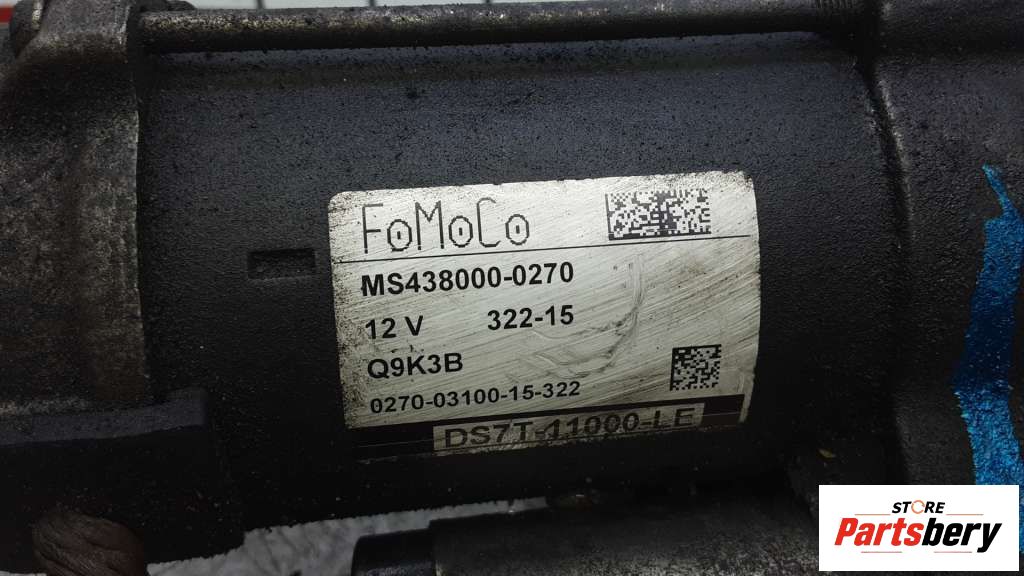 FoMoCo
MS438000-0270
12 V 322-15
Q9K3B
0270-03100-15-322
DS7T-11000-LE
STORE
Partsbery